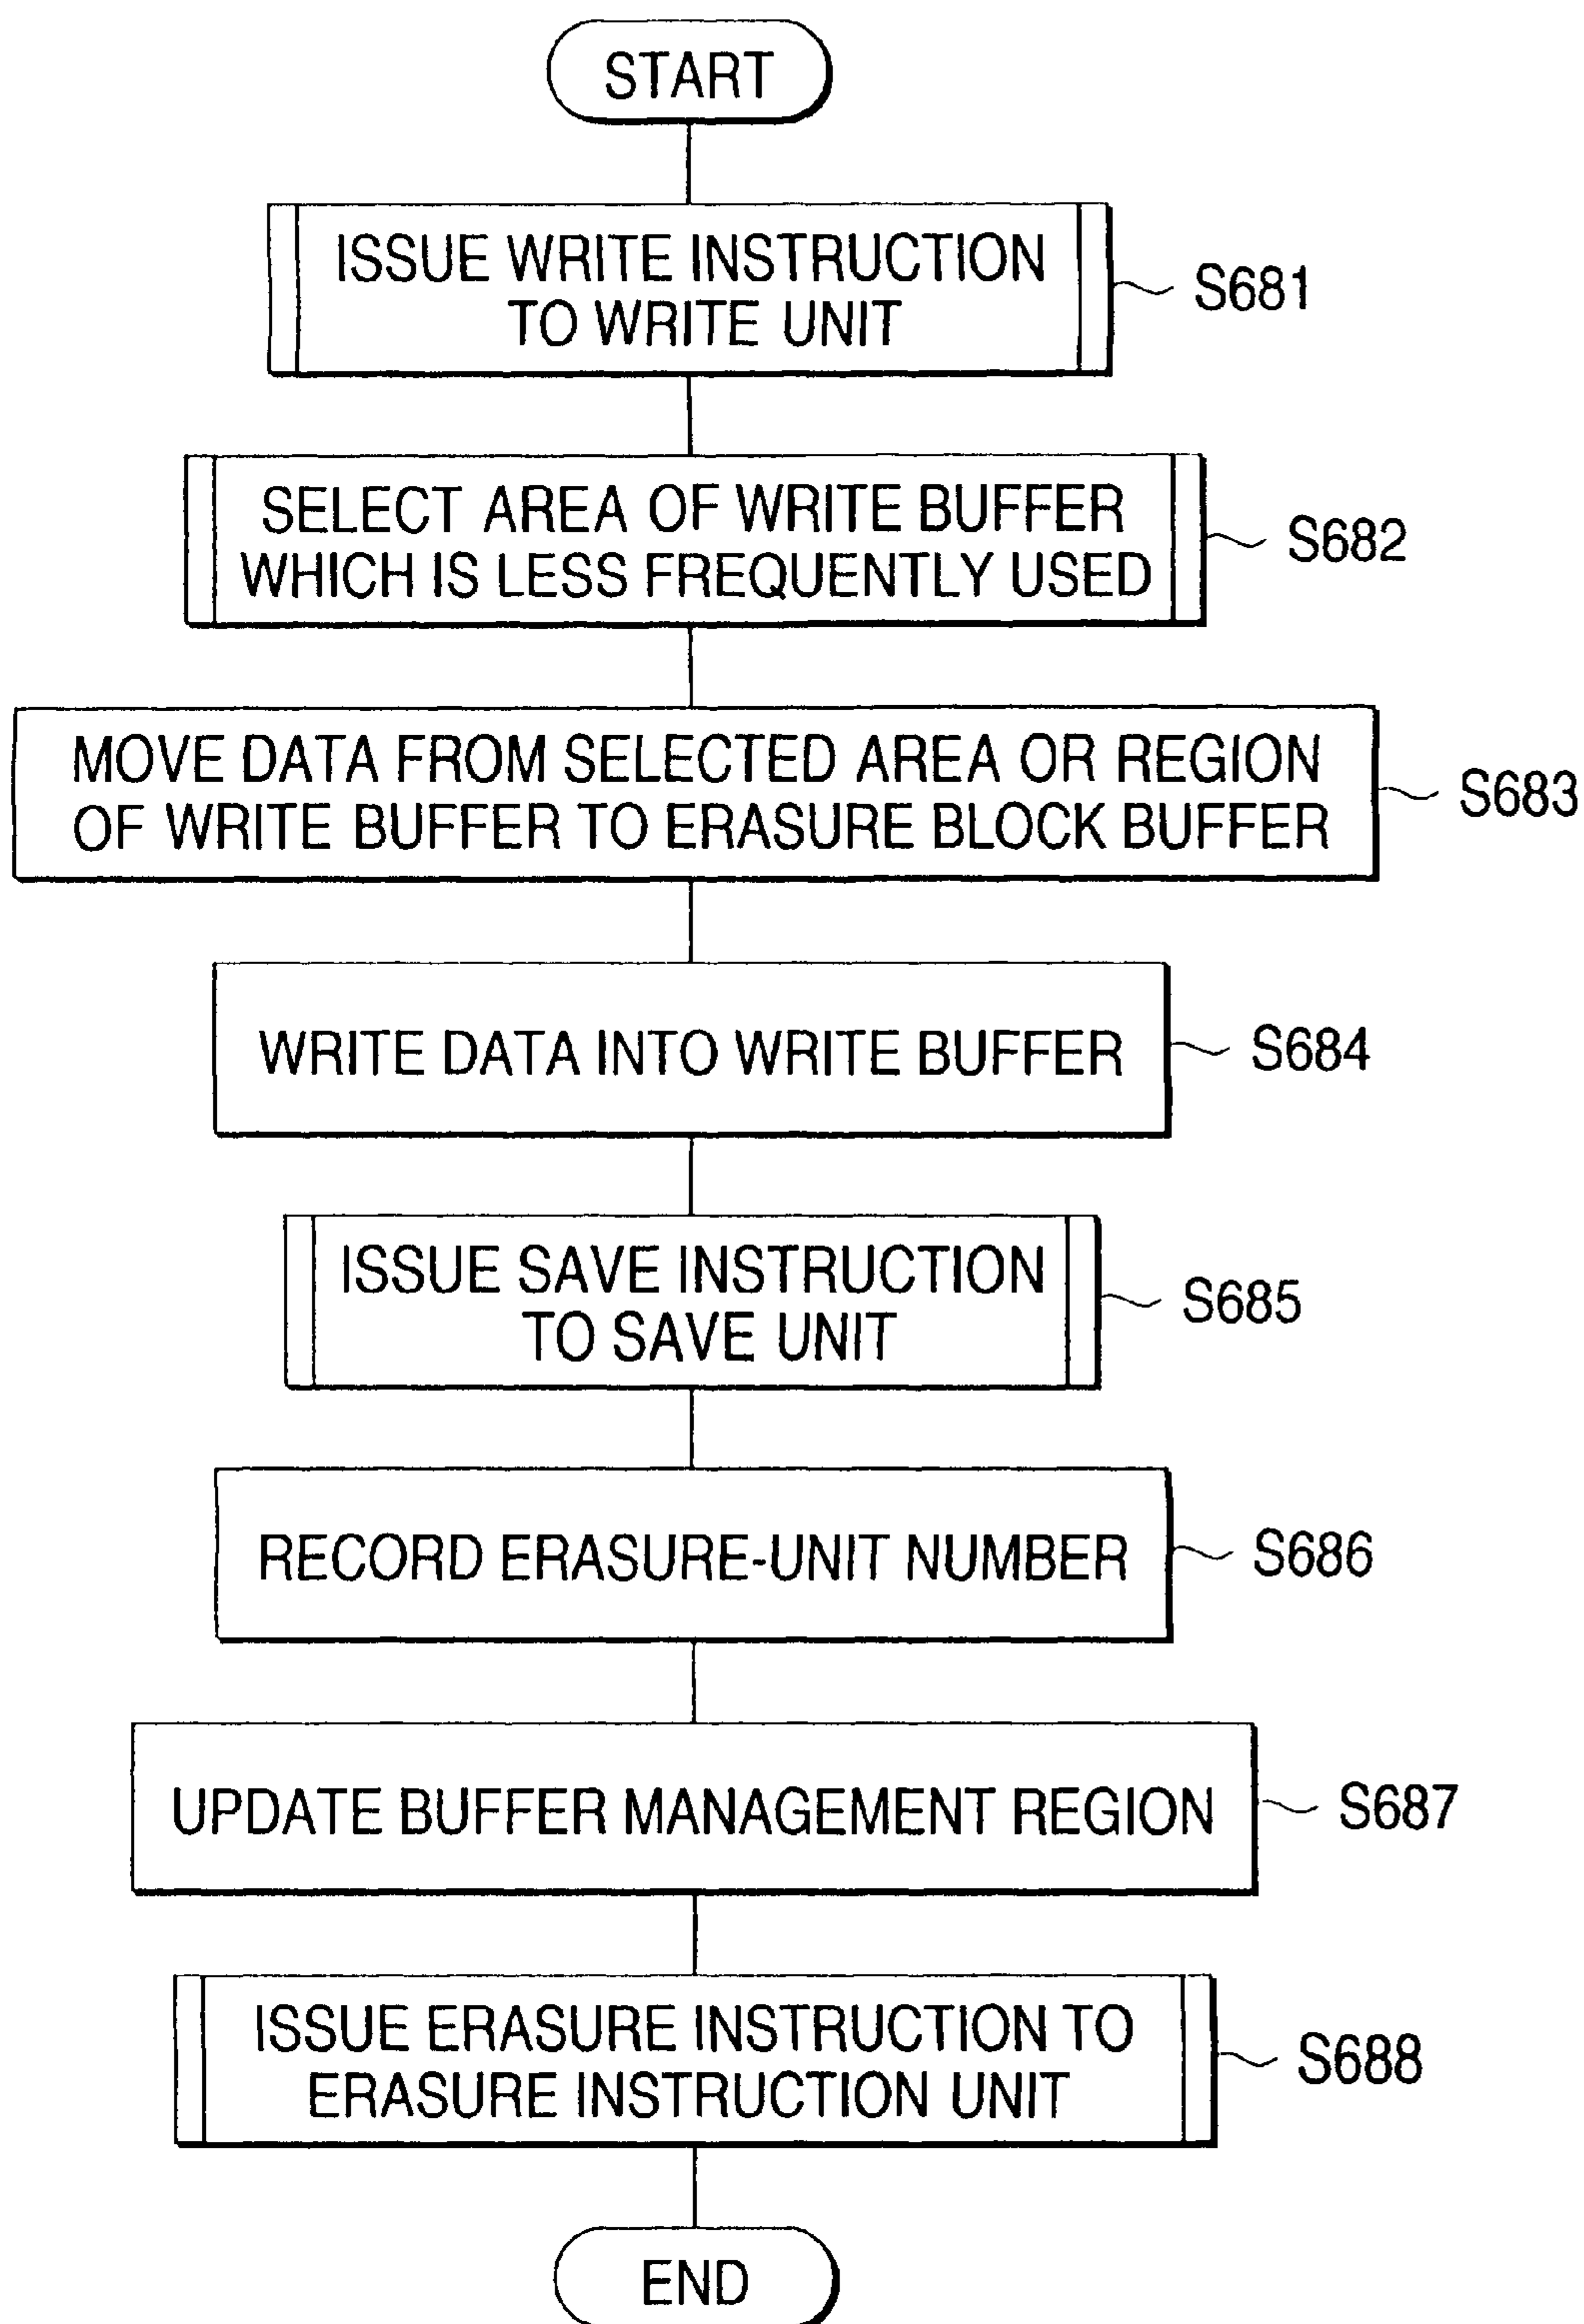 START
ISSUE WRITE INSTRUCTION
TO WRITE UNIT
S681
SELECT AREA OF WRITE BUFFER
WHICH IS LESS FREQUENTLY USED
S682
MOVE DATA FROM SELECTED AREA OR REGION
OF WRITE BUFFER TO ERASURE BLOCK BUFFER
S683
WRITE DATA INTO WRITE BUFFER
S684
ISSUE SAVE INSTRUCTION
TO SAVE UNIT
S685
RECORD ERASURE-UNIT NUMBER
S686
UPDATE BUFFER MANAGEMENT REGION
S687
ISSUE ERASURE INSTRUCTION TO
ERASURE INSTRUCTION UNIT
S688
END